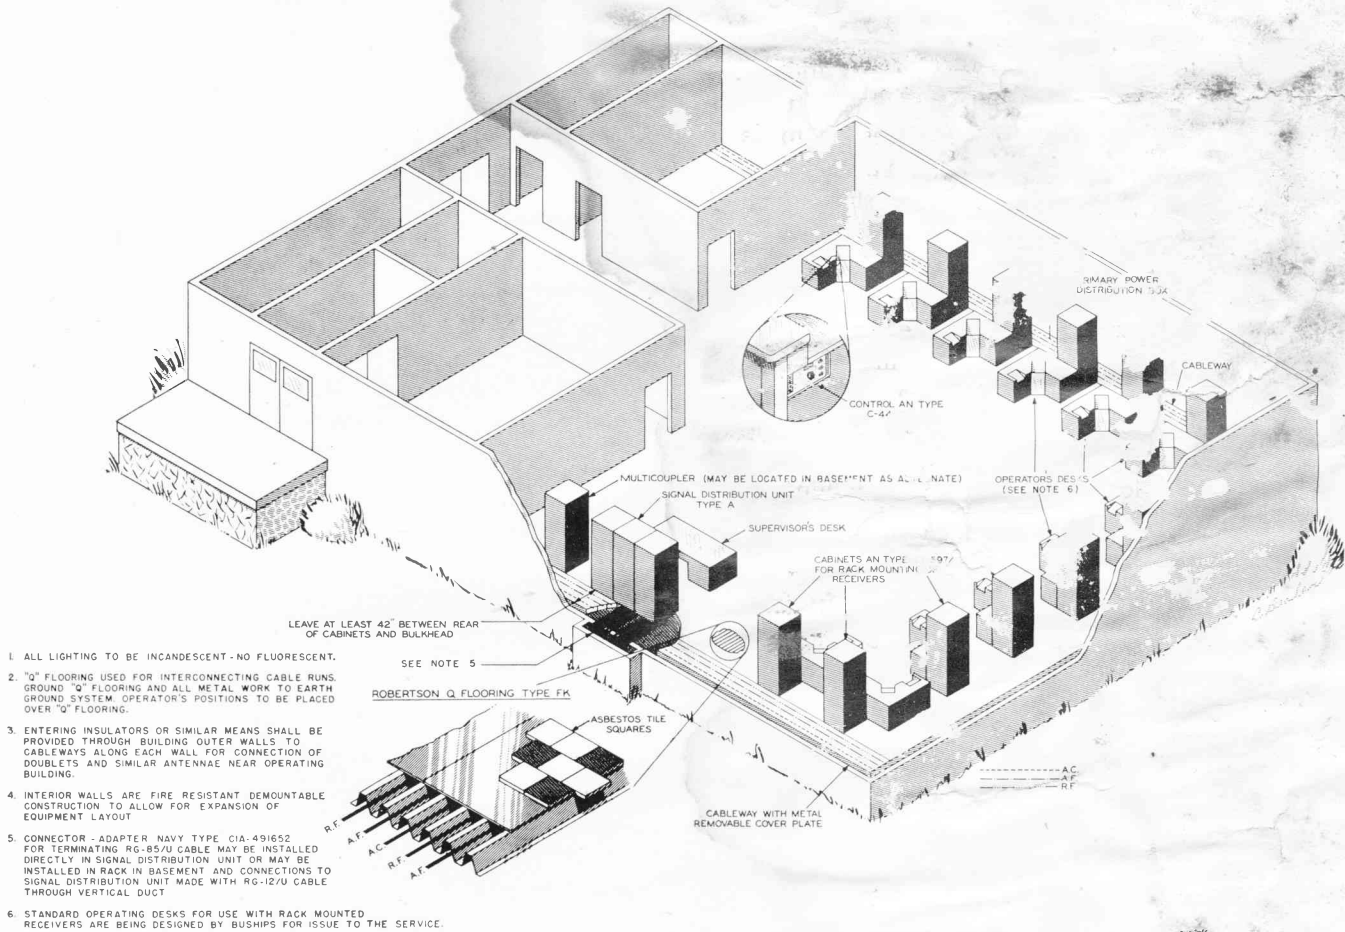 RIMARY POWER
DISTRIBUTION BOX
CABLEWAY
CONTROL AN TYPE
MULTICOUPLER (MAY BE LOCATED IN BASEMENT AS
SIGNAL DISTRIBUTION UNIT
TYPE A
OPERATORS DESKS
(SEE NOTE 6)
SUPERVISOR'S DESK
CABINETS AN TYPE
FOR RACK MOUNTING
RECEIVERS
LEAVE AT LEAST 42" BETWEEN REAR
OF CABINETS AND BULKHEAD
SEE NOTE 5
ROBERTSON Q FLOORING TYPE FK
ASBESTOS TILE
SQUARES
R.F.
A.F.
A.C.
R.F.
A.F.
CABLEWAY WITH METAL
REMOVABLE COVER PLATE
A.C.
A.F.
R.F.
1. ALL LIGHTING TO BE INCANDESCENT - NO FLUORESCENT.
2. "Q" FLOORING USED FOR INTERCONNECTING CABLE RUNS.
GROUND "Q" FLOORING AND ALL METAL WORK TO EARTH
GROUND SYSTEM. OPERATOR'S POSITIONS TO BE PLACED
OVER "Q" FLOORING.
3. ENTERING INSULATORS OR SIMILAR MEANS SHALL BE
PROVIDED THROUGH BUILDING OUTER WALLS TO
CABLEWAYS ALONG EACH WALL FOR CONNECTION OF
DOUBLETS AND SIMILAR ANTENNAE NEAR OPERATING
BUILDING.
4. INTERIOR WALLS ARE FIRE RESISTANT DEMOUNTABLE
CONSTRUCTION TO ALLOW FOR EXPANSION OF
EQUIPMENT LAYOUT
5. CONNECTOR - ADAPTER NAVY TYPE CIA-491652
FOR TERMINATING RG-85/U CABLE MAY BE INSTALLED
DIRECTLY IN SIGNAL DISTRIBUTION UNIT OR MAY BE
INSTALLED IN RACK IN BASEMENT AND CONNECTIONS TO
SIGNAL DISTRIBUTION UNIT MADE WITH RG-12/U CABLE
THROUGH VERTICAL DUCT
6. STANDARD OPERATING DESKS FOR USE WITH RACK MOUNTED
RECEIVERS ARE BEING DESIGNED BY BUSHIPS FOR ISSUE TO THE SERVICE.